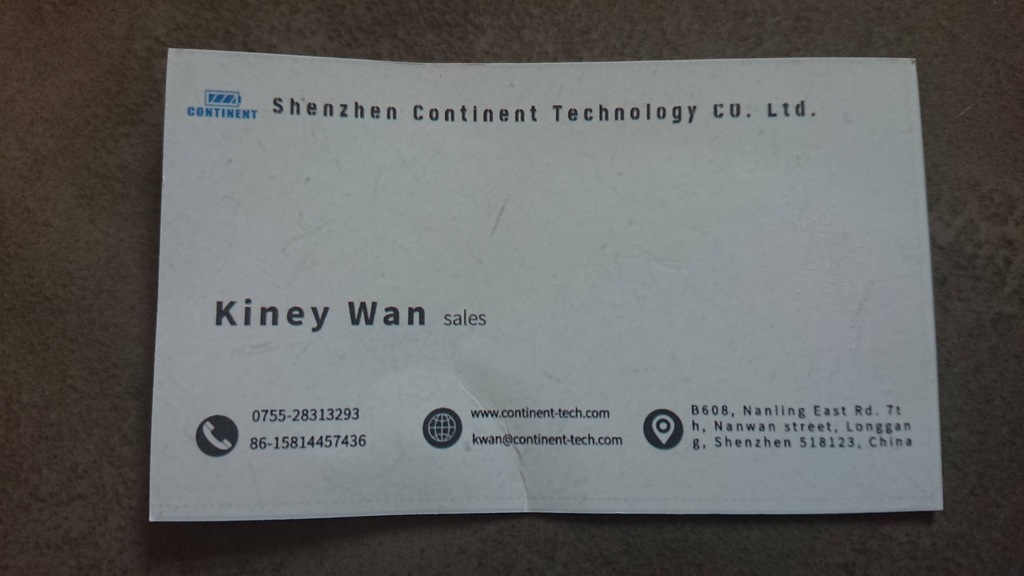 CONTINENT
Shenzhen Continent Technology CO. Ltd.
Kiney Wan sales
0755-28313293
86-15814457436
www.continent-tech.com
kwan@continent-tech.com
B608, Nanling East Rd. 7t
h, Nanwan street, Longgan
g, Shenzhen 518123, China